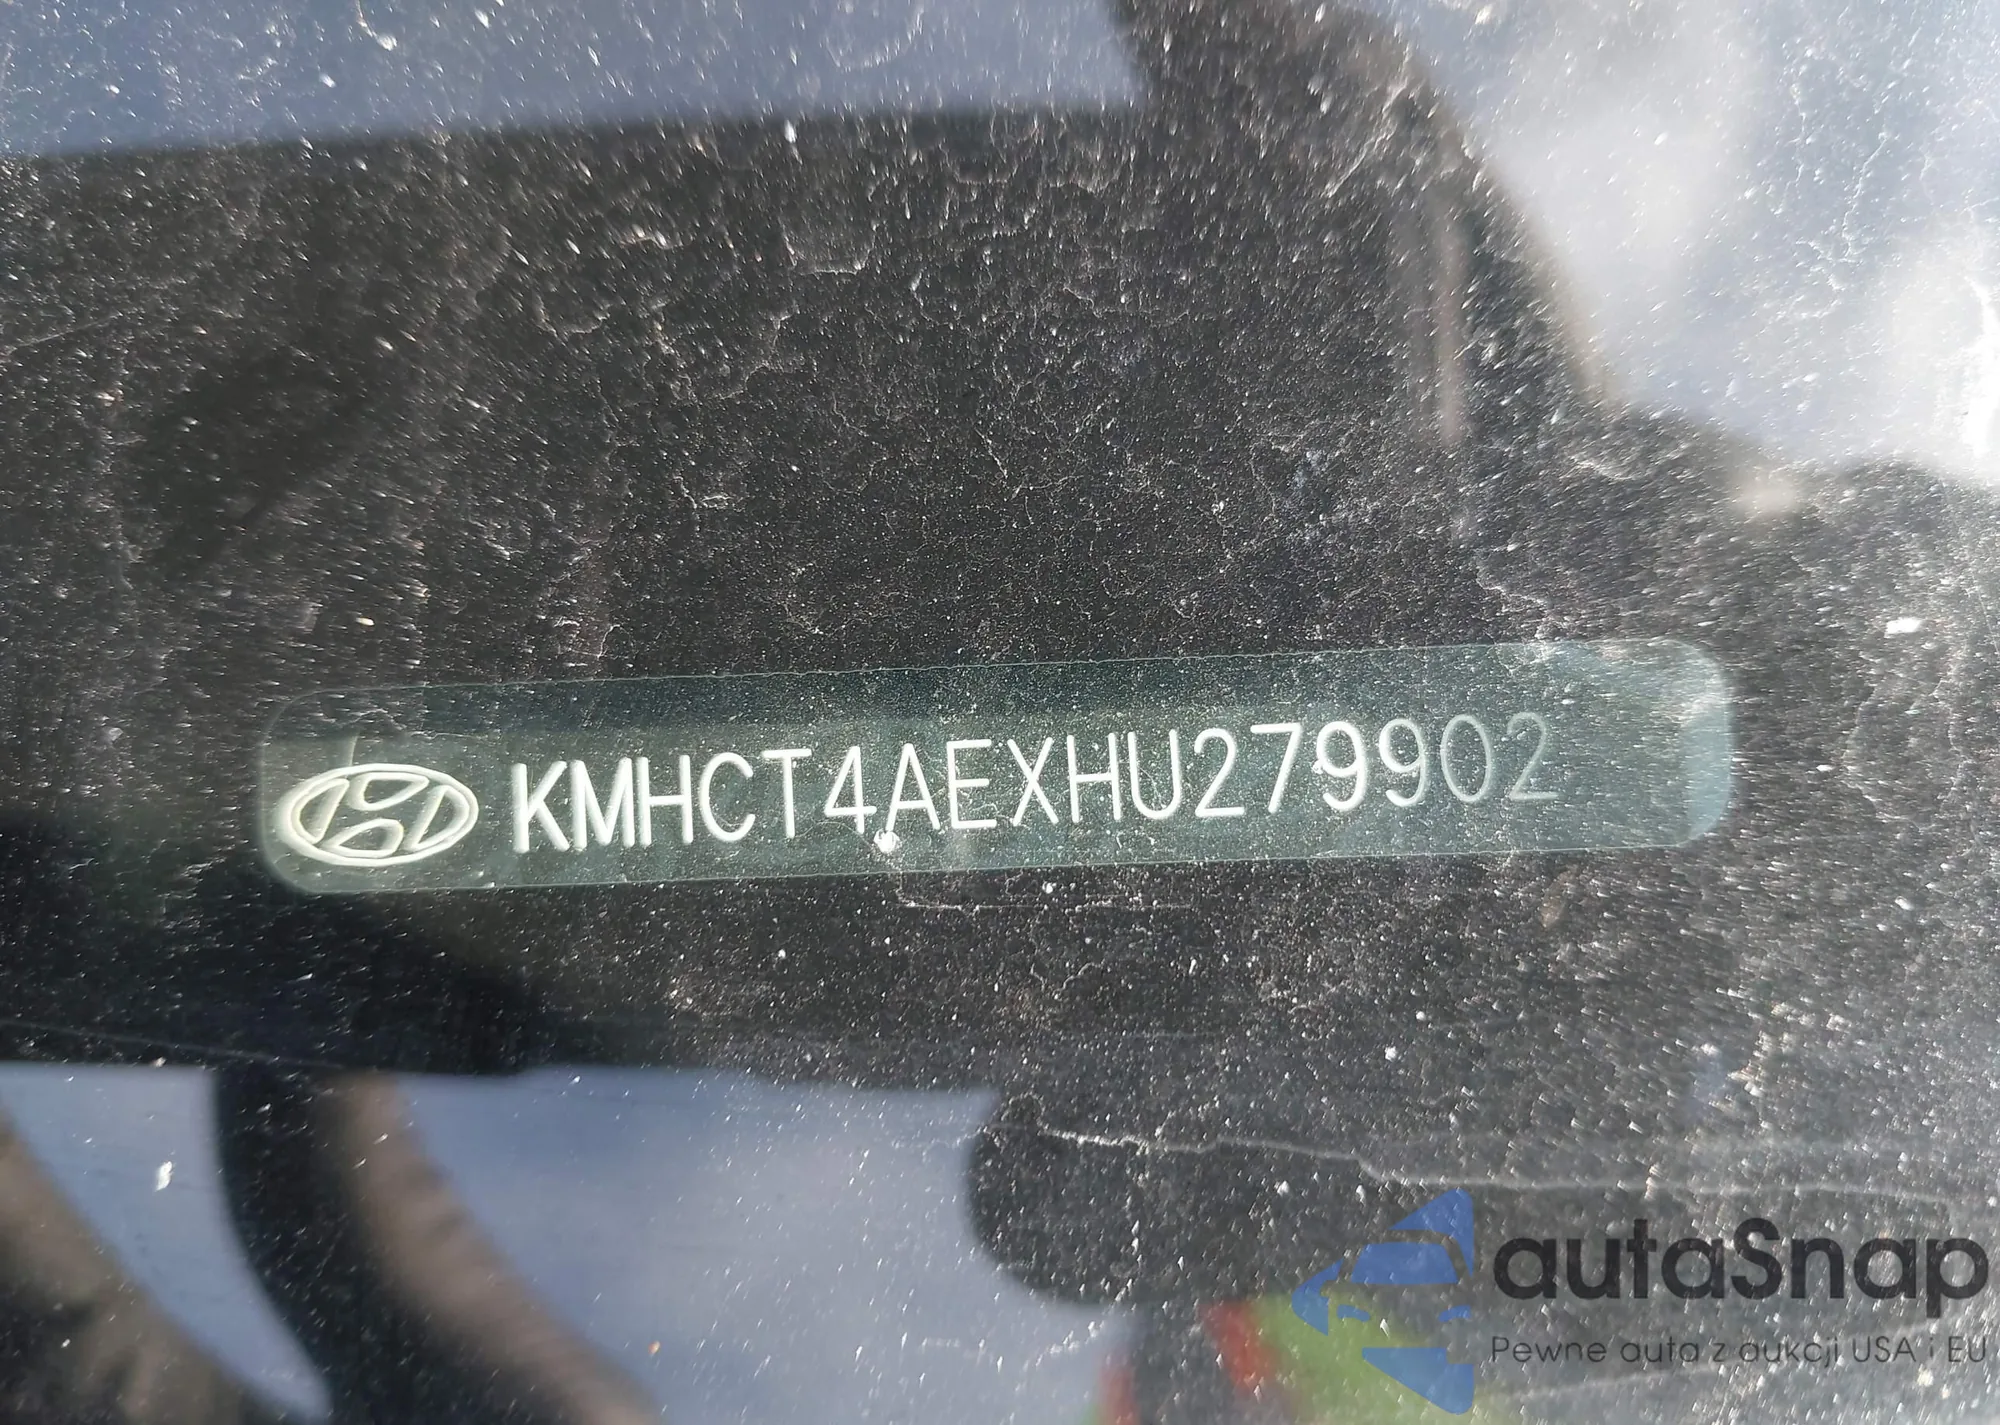 KMHCT4AEXHU279902
autaSnap
Pewne auta z aukcji USA i EU